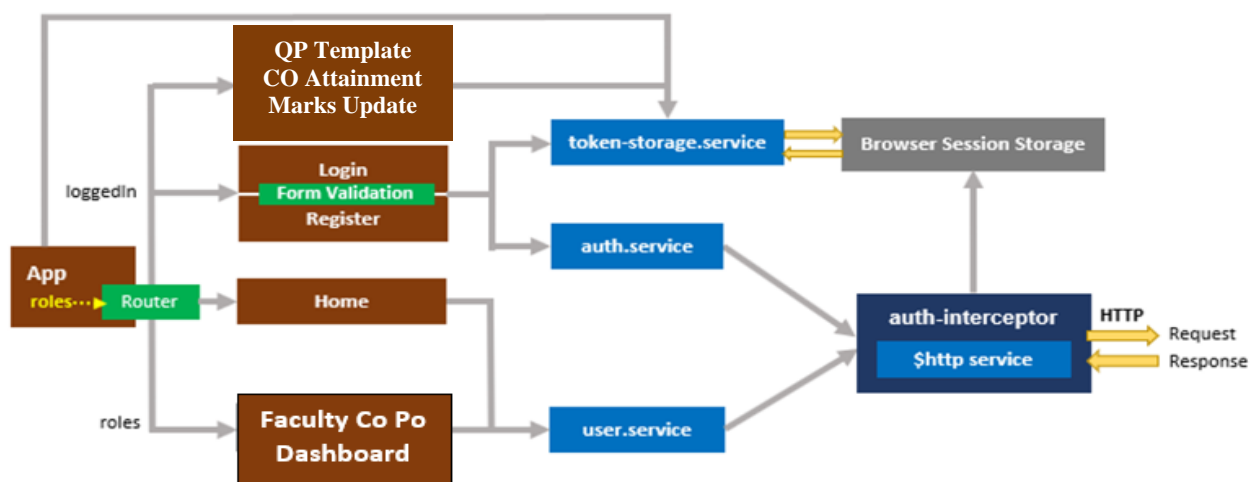 QP Template
CO Attainment
Marks Update
token-storage.service
Browser Session Storage
Login
Form Validation
Register
loggedIn
auth.service
App
roles
Router
Home
auth-interceptor
$http service
HTTP
Request
Response
roles
Faculty Co Po
Dashboard
user.service